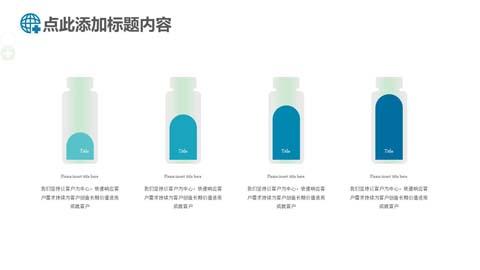 点此添加标题内容
Title
Title
Title
Title
Please insert title here
Please insert title here
Please insert title here
Please insert title here
我们坚持以客户为中心，快速响应客
户需求持续为客户创造长期价值进而
成就客户
我们坚持以客户为中心，快速响应客
户需求持续为客户创造长期价值进而
成就客户
我们坚持以客户为中心，快速响应客
户需求持续为客户创造长期价值进而
成就客户
我们坚持以客户为中心，快速响应客
户需求持续为客户创造长期价值进而
成就客户